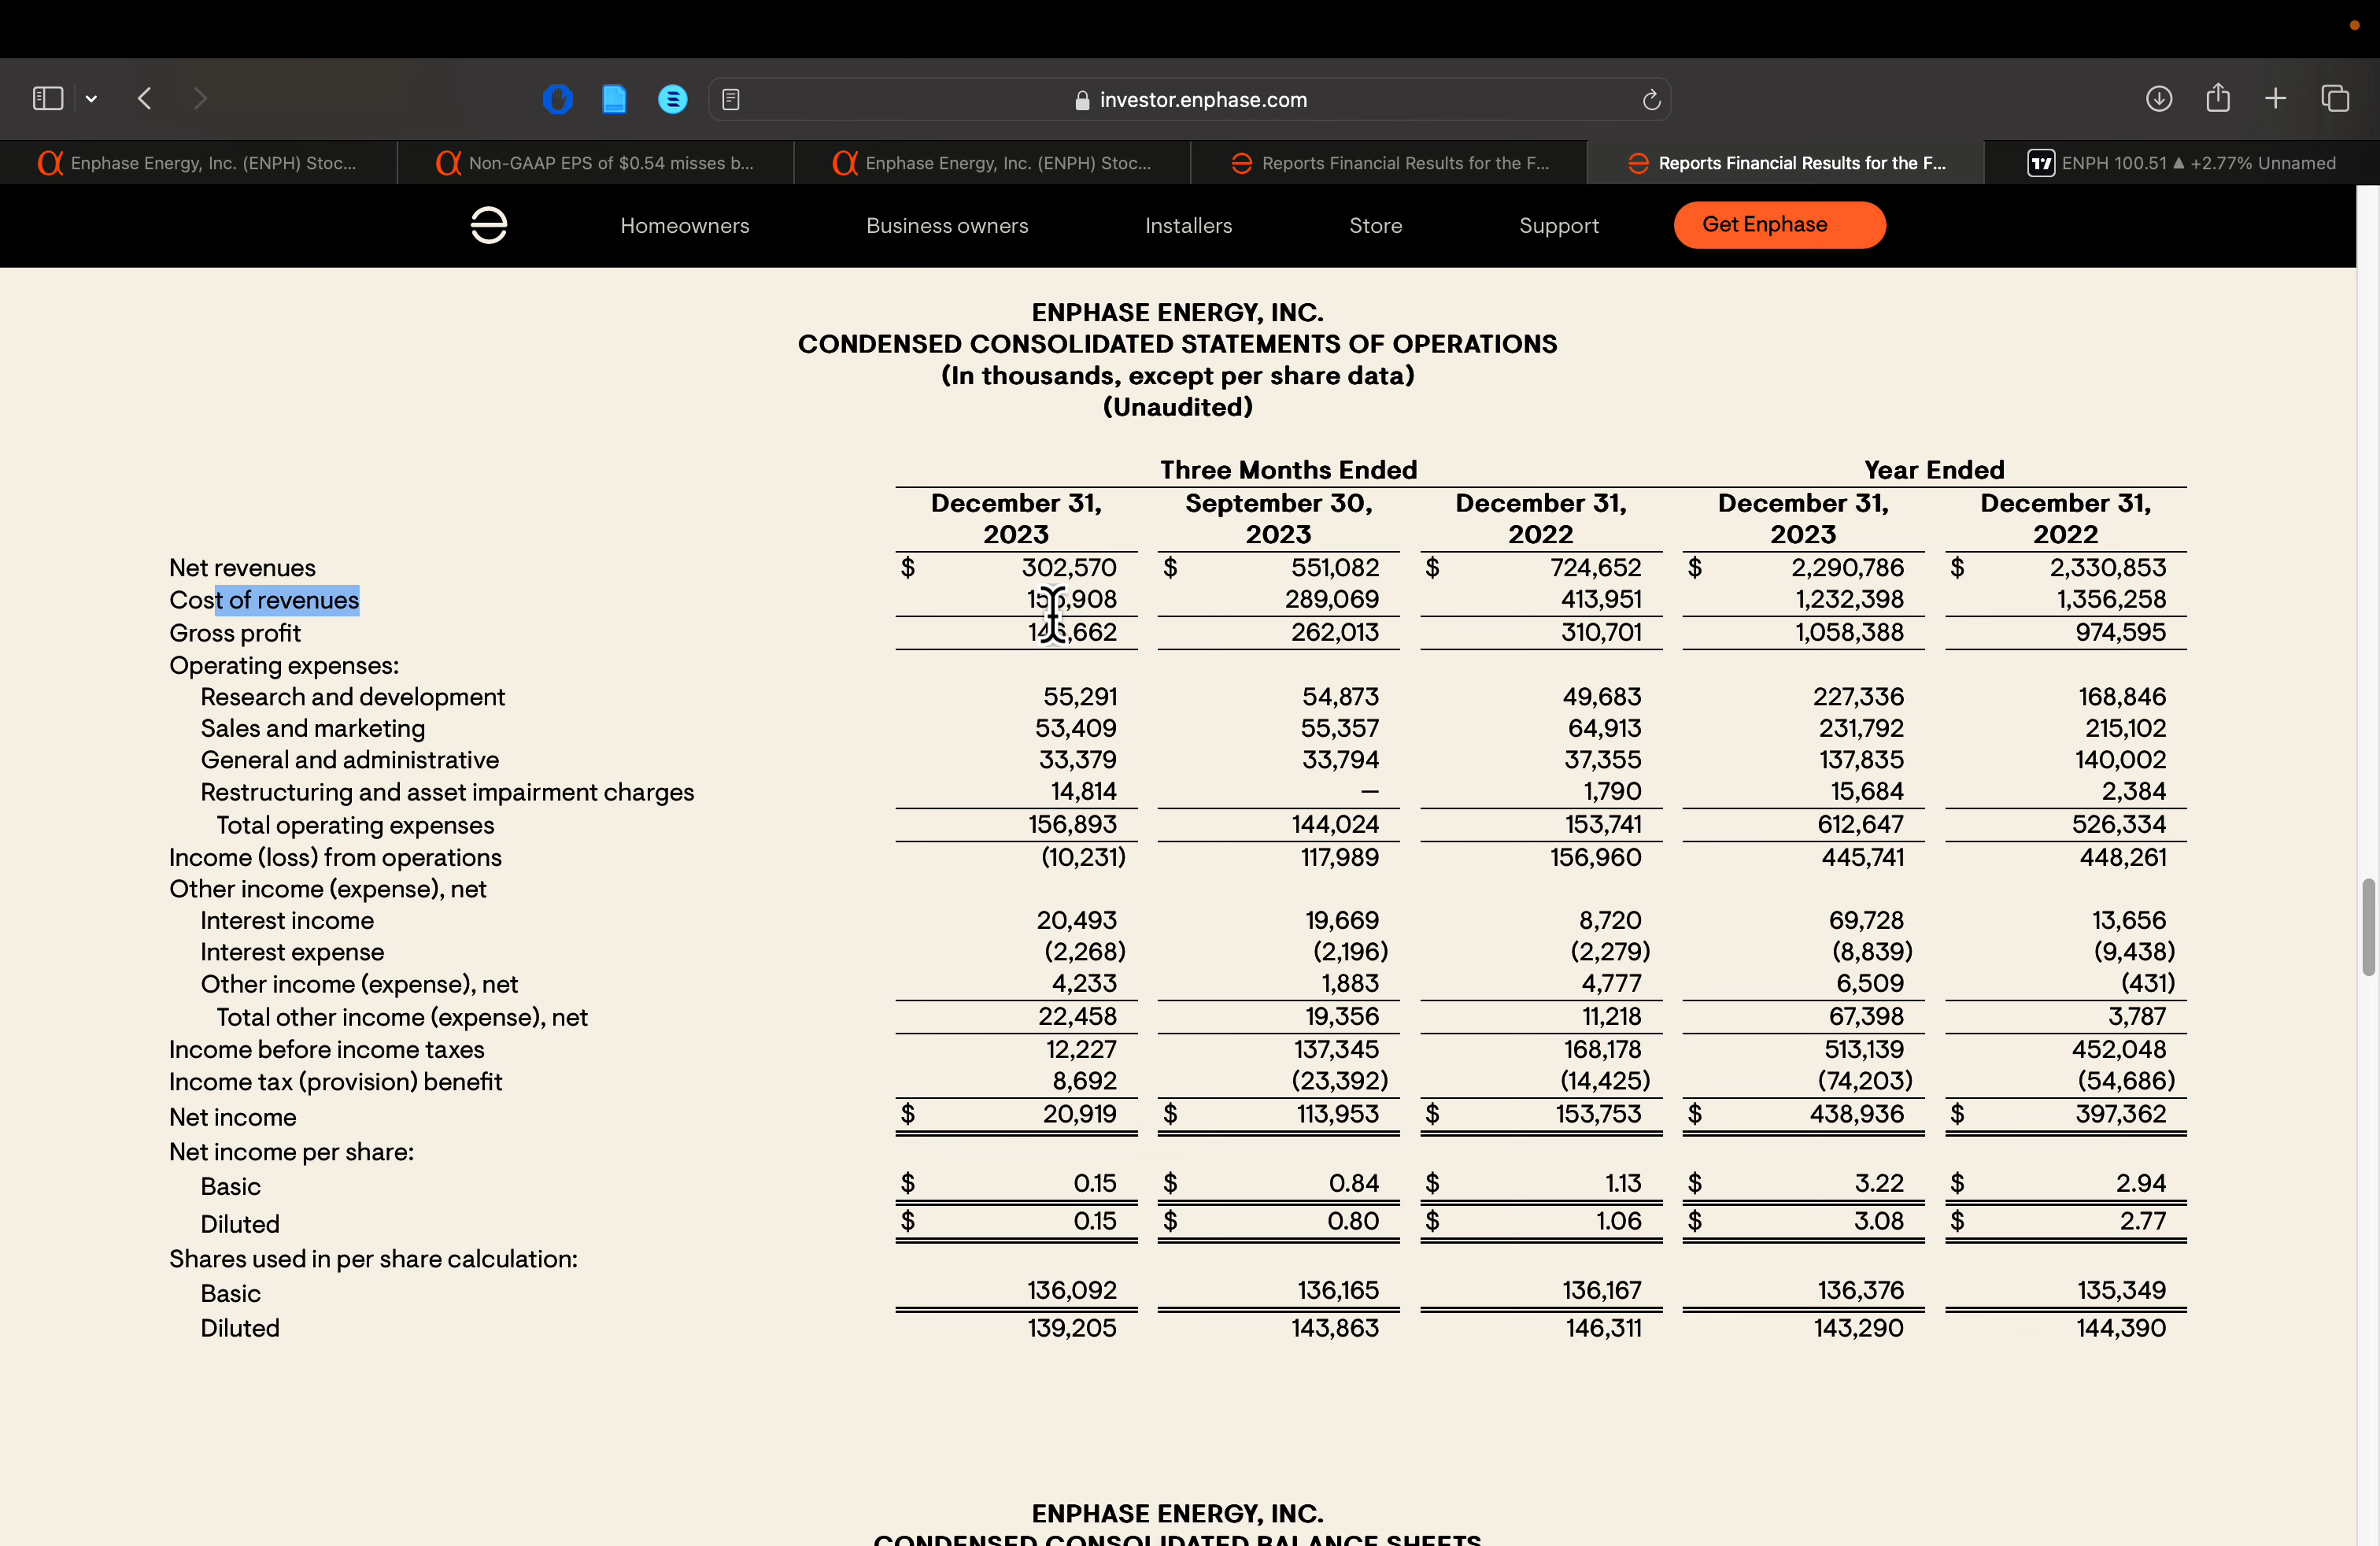 investor.enphase.com
Enphase Energy, Inc. (ENPH) Stoc...
Non-GAAP EPS of $0.54 misses b...
Enphase Energy, Inc. (ENPH) Stoc...
Reports Financial Results for the F...
Reports Financial Results for the F...
ENPH 100.51 ▲ +2.77% Unnamed
Homeowners Business owners Installers Store Support Get Enphase
ENPHASE ENERGY, INC.
CONDENSED CONSOLIDATED STATEMENTS OF OPERATIONS
(In thousands, except per share data)
(Unaudited)
Three Months Ended Year Ended
December 31, 2023 September 30, 2023 December 31, 2022 December 31, 2023 December 31, 2022
Net revenues $ 302,570 $ 551,082 $ 724,652 $ 2,290,786 $ 2,330,853
Cost of revenues 155,908 289,069 413,951 1,232,398 1,356,258
Gross profit 146,662 262,013 310,701 1,058,388 974,595
Operating expenses:
Research and development 55,291 54,873 49,683 227,336 168,846
Sales and marketing 53,409 55,357 64,913 231,792 215,102
General and administrative 33,379 33,794 37,355 137,835 140,002
Restructuring and asset impairment charges 14,814 — 1,790 15,684 2,384
Total operating expenses 156,893 144,024 153,741 612,647 526,334
Income (loss) from operations (10,231) 117,989 156,960 445,741 448,261
Other income (expense), net
Interest income 20,493 19,669 8,720 69,728 13,656
Interest expense (2,268) (2,196) (2,279) (8,839) (9,438)
Other income (expense), net 4,233 1,883 4,777 6,509 (431)
Total other income (expense), net 22,458 19,356 11,218 67,398 3,787
Income before income taxes 12,227 137,345 168,178 513,139 452,048
Income tax (provision) benefit 8,692 (23,392) (14,425) (74,203) (54,686)
Net income $ 20,919 $ 113,953 $ 153,753 $ 438,936 $ 397,362
Net income per share:
Basic $ 0.15 $ 0.84 $ 1.13 $ 3.22 $ 2.94
Diluted $ 0.15 $ 0.80 $ 1.06 $ 3.08 $ 2.77
Shares used in per share calculation:
Basic 136,092 136,165 136,167 136,376 135,349
Diluted 139,205 143,863 146,311 143,290 144,390
ENPHASE ENERGY, INC.
CONDENSED CONSOLIDATED BALANCE SHEETS